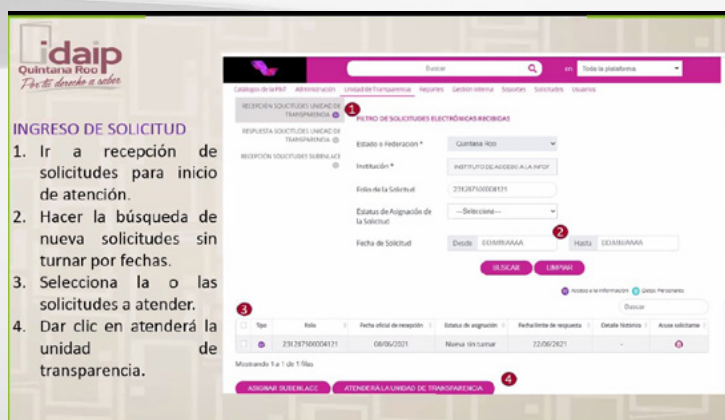 idaip
Quintana Roo
Por tu derecho a saber
INGRESO DE SOLICITUD
1. Ir a recepción de
solicitudes para inicio
de atención.
2. Hacer la búsqueda de
nueva solicitudes sin
turnar por fechas.
3. Selecciona la o las
solicitudes a atender.
4. Dar clic en atenderá la
unidad de
transparencia.
Buscar
en
Toda la plataforma.
Catálogos de la PNT Administración Unidad de Transparencia Reportes Gestión interna Soportes Solicitudes Usuarios
RECEPCIÓN SOLICITUDES UNIDAD DE
TRANSPARENCIA
1
RESPUESTA SOLICITUDES UNIDAD DE
TRANSPARENCIA
RECEPCIÓN SOLICITUDES SUBENLACE
FILTRO DE SOLICITUDES ELECTRÓNICAS RECIBIDAS
Estado o Federación * Quintana Roo
Institución * INSTITUTO DE ACCESO A LA INFOR
Folio de la Solicitud 231287500004121
Estatus de Asignación de
la Solicitud
---Seleccione---
2
Fecha de Solicitud Desde DD/MM/AAAA Hasta DD/MM/AAAA
BUSCAR LIMPIAR
Acceso a la información Datos Personales
Buscar
3
Tipo Folio Fecha oficial de recepción Estatus de asignación Fecha límite de respuesta Detalle histórico Acuse solicitante
231287500004121 08/06/2021 Nueva sin turnar 22/06/2021 -
Mostrando 1 a 1 de 1 filas
ASIGNAR SUBENLACE ATENDERÁ LA UNIDAD DE TRANSPARENCIA 4